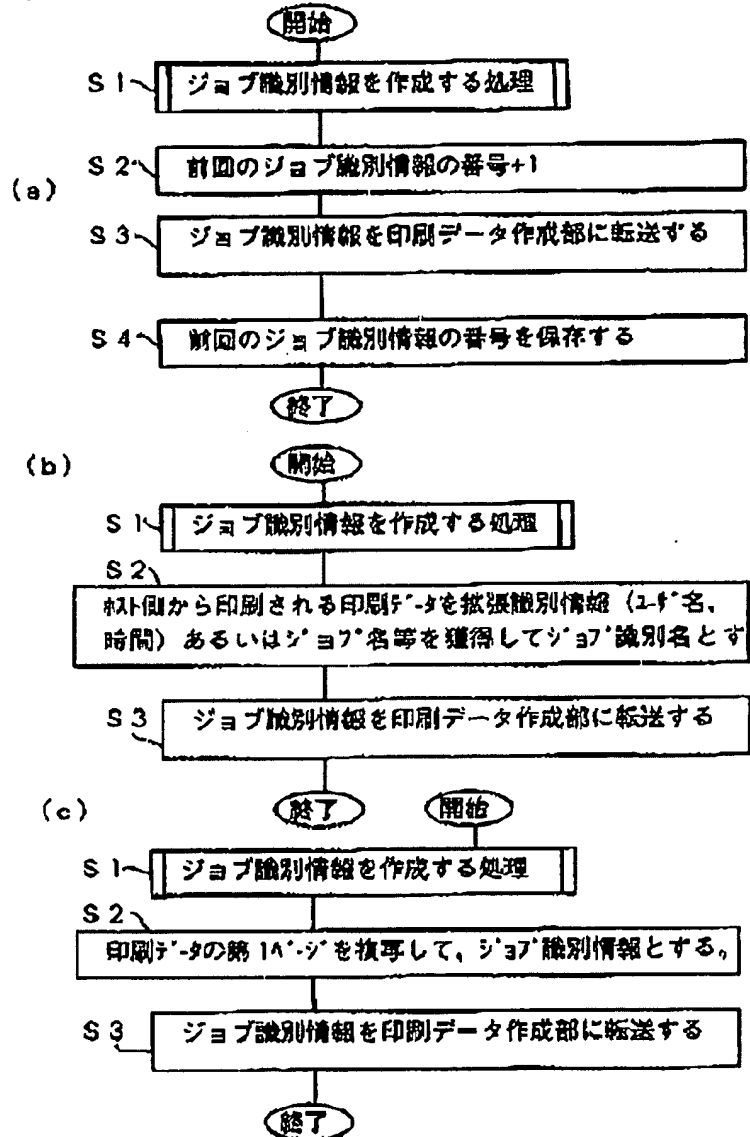 開始
S1 ジョブ識別情報を作成する処理
S2 前回のジョブ識別情報の番号+1
(a)
S3 ジョブ識別情報を印刷データ作成部に転送する
S4 前回のジョブ識別情報の番号を保存する
終了
(b)
開始
S1 ジョブ識別情報を作成する処理
S2
ホスト側から印刷される印刷データを拡張識別情報(ユーザ名,
時間)あるいはジョブ名等を獲得してジョブ識別名とす
S3 ジョブ識別情報を印刷データ作成部に転送する
終了
(c)
開始
S1 ジョブ識別情報を作成する処理
S2
印刷データの第1ページを複写して、ジョブ識別情報とする。
S3 ジョブ識別情報を印刷データ作成部に転送する
終了